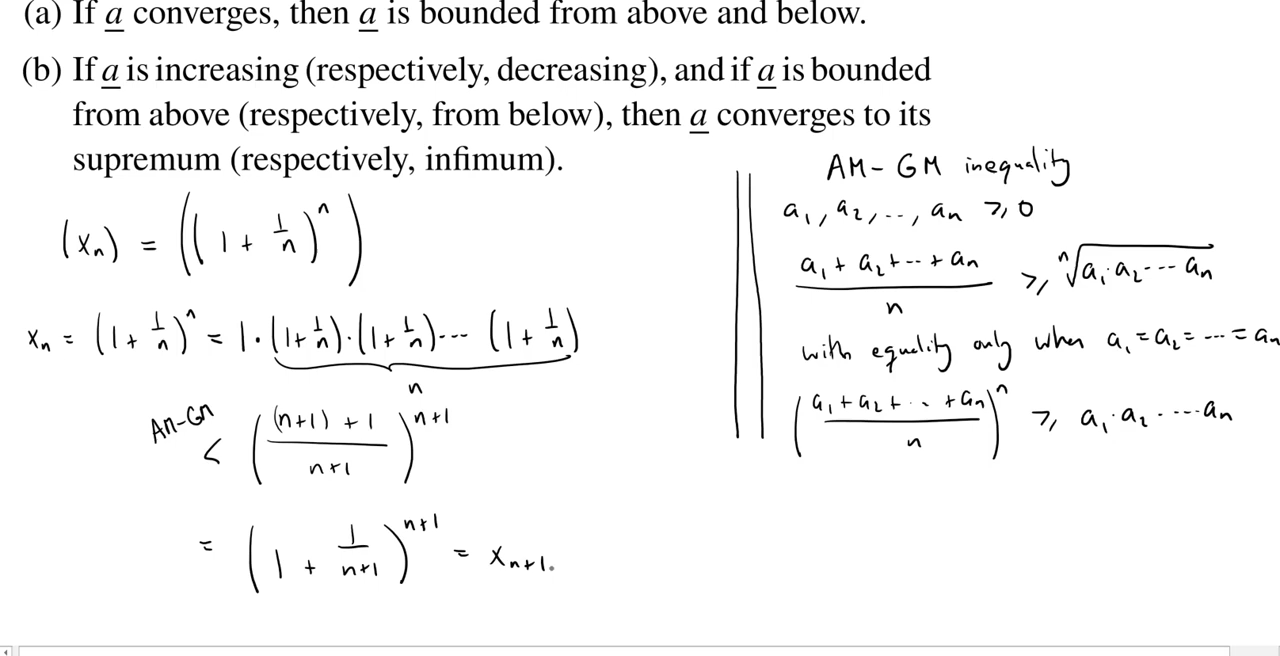 (a) If a converges, then a is bounded from above and below.
(b) If a is increasing (respectively, decreasing), and if a is bounded
from above (respectively, from below), then a converges to its
supremum (respectively, infimum).
(xₙ) = ((1 + 1/n)ⁿ)
xₙ = (1 + 1/n)ⁿ = 1·(1+1/n)·(1+1/n)··· (1+1/n)
n
AM-GM
< (((n+1) + 1)/(n+1))ⁿ⁺¹
= (1 + 1/(n+1))ⁿ⁺¹ = xₙ₊₁.
AM-GM inequality
a₁, a₂, .., aₙ ≥ 0
(a₁ + a₂ + ·· + aₙ)/n ≥ ⁿ√(a₁·a₂··· aₙ)
with equality only when a₁ = a₂ = ··· = aₙ
((a₁ + a₂ + ·· + aₙ)/n)ⁿ ≥ a₁·a₂· ···aₙ